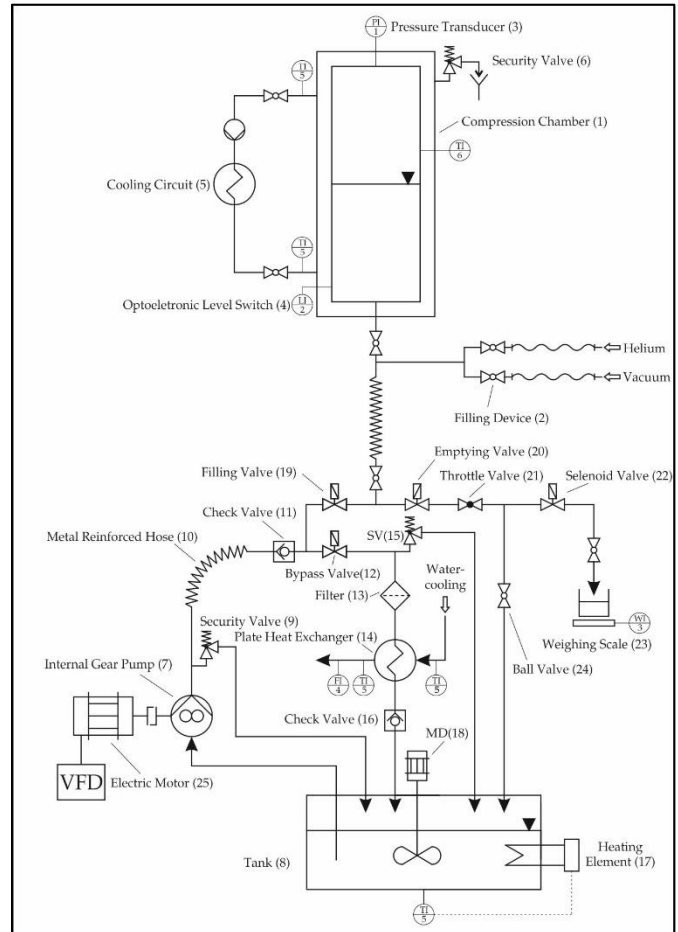 PI
1
Pressure Transducer (3)
Security Valve (6)
TI
5
Compression Chamber (1)
TI
6
Cooling Circuit (5)
TI
5
Optoeletronic Level Switch (4)
LI
2
Helium
Vacuum
Filling Device (2)
Emptying Valve (20)
Filling Valve (19)
Throttle Valve (21)
Selenoid Valve (22)
Check Valve (11)
Metal Reinforced Hose (10)
SV(15)
Bypass Valve(12)
Water-
cooling
Filter (13)
Security Valve (9)
Plate Heat Exchanger (14)
WI
3
Weighing Scale (23)
Internal Gear Pump (7)
Ball Valve (24)
FI
4
TI
5
TI
5
Check Valve (16)
MD(18)
VFD
Electric Motor (25)
Tank (8)
Heating
Element (17)
TI
5